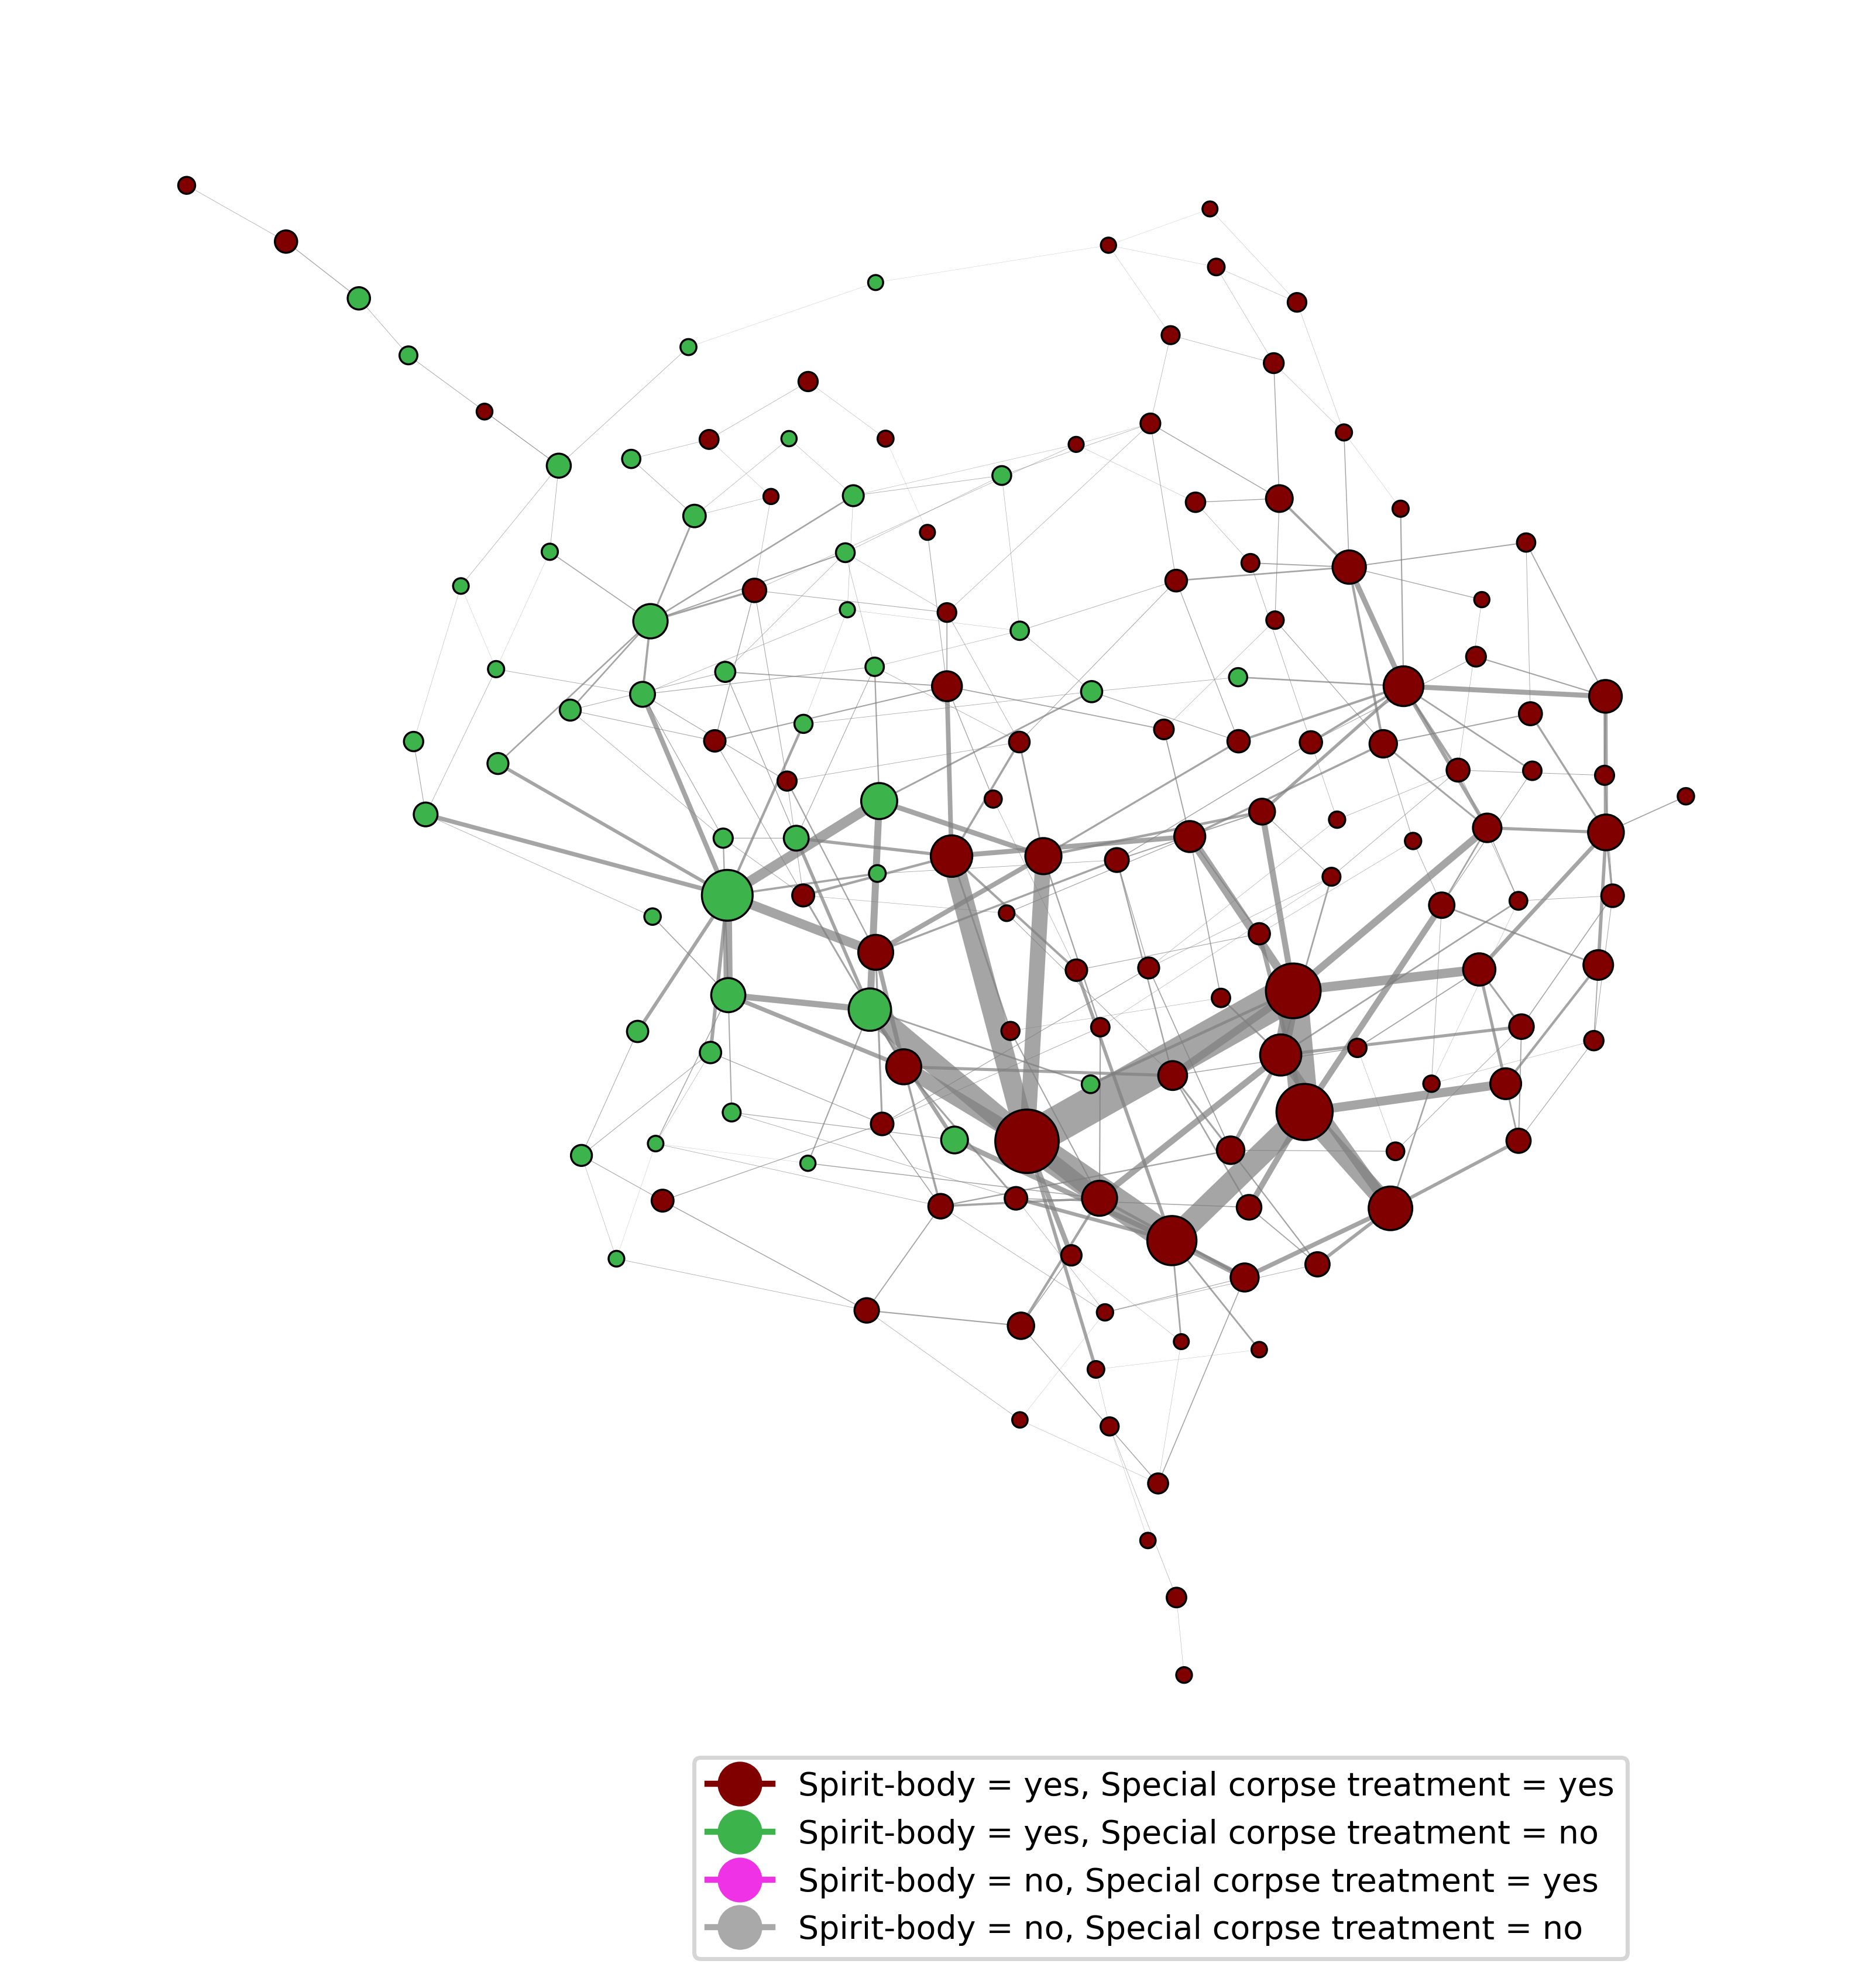 Spirit-body = yes, Special corpse treatment = yes
Spirit-body = yes, Special corpse treatment = no
Spirit-body = no, Special corpse treatment = yes
Spirit-body = no, Special corpse treatment = no